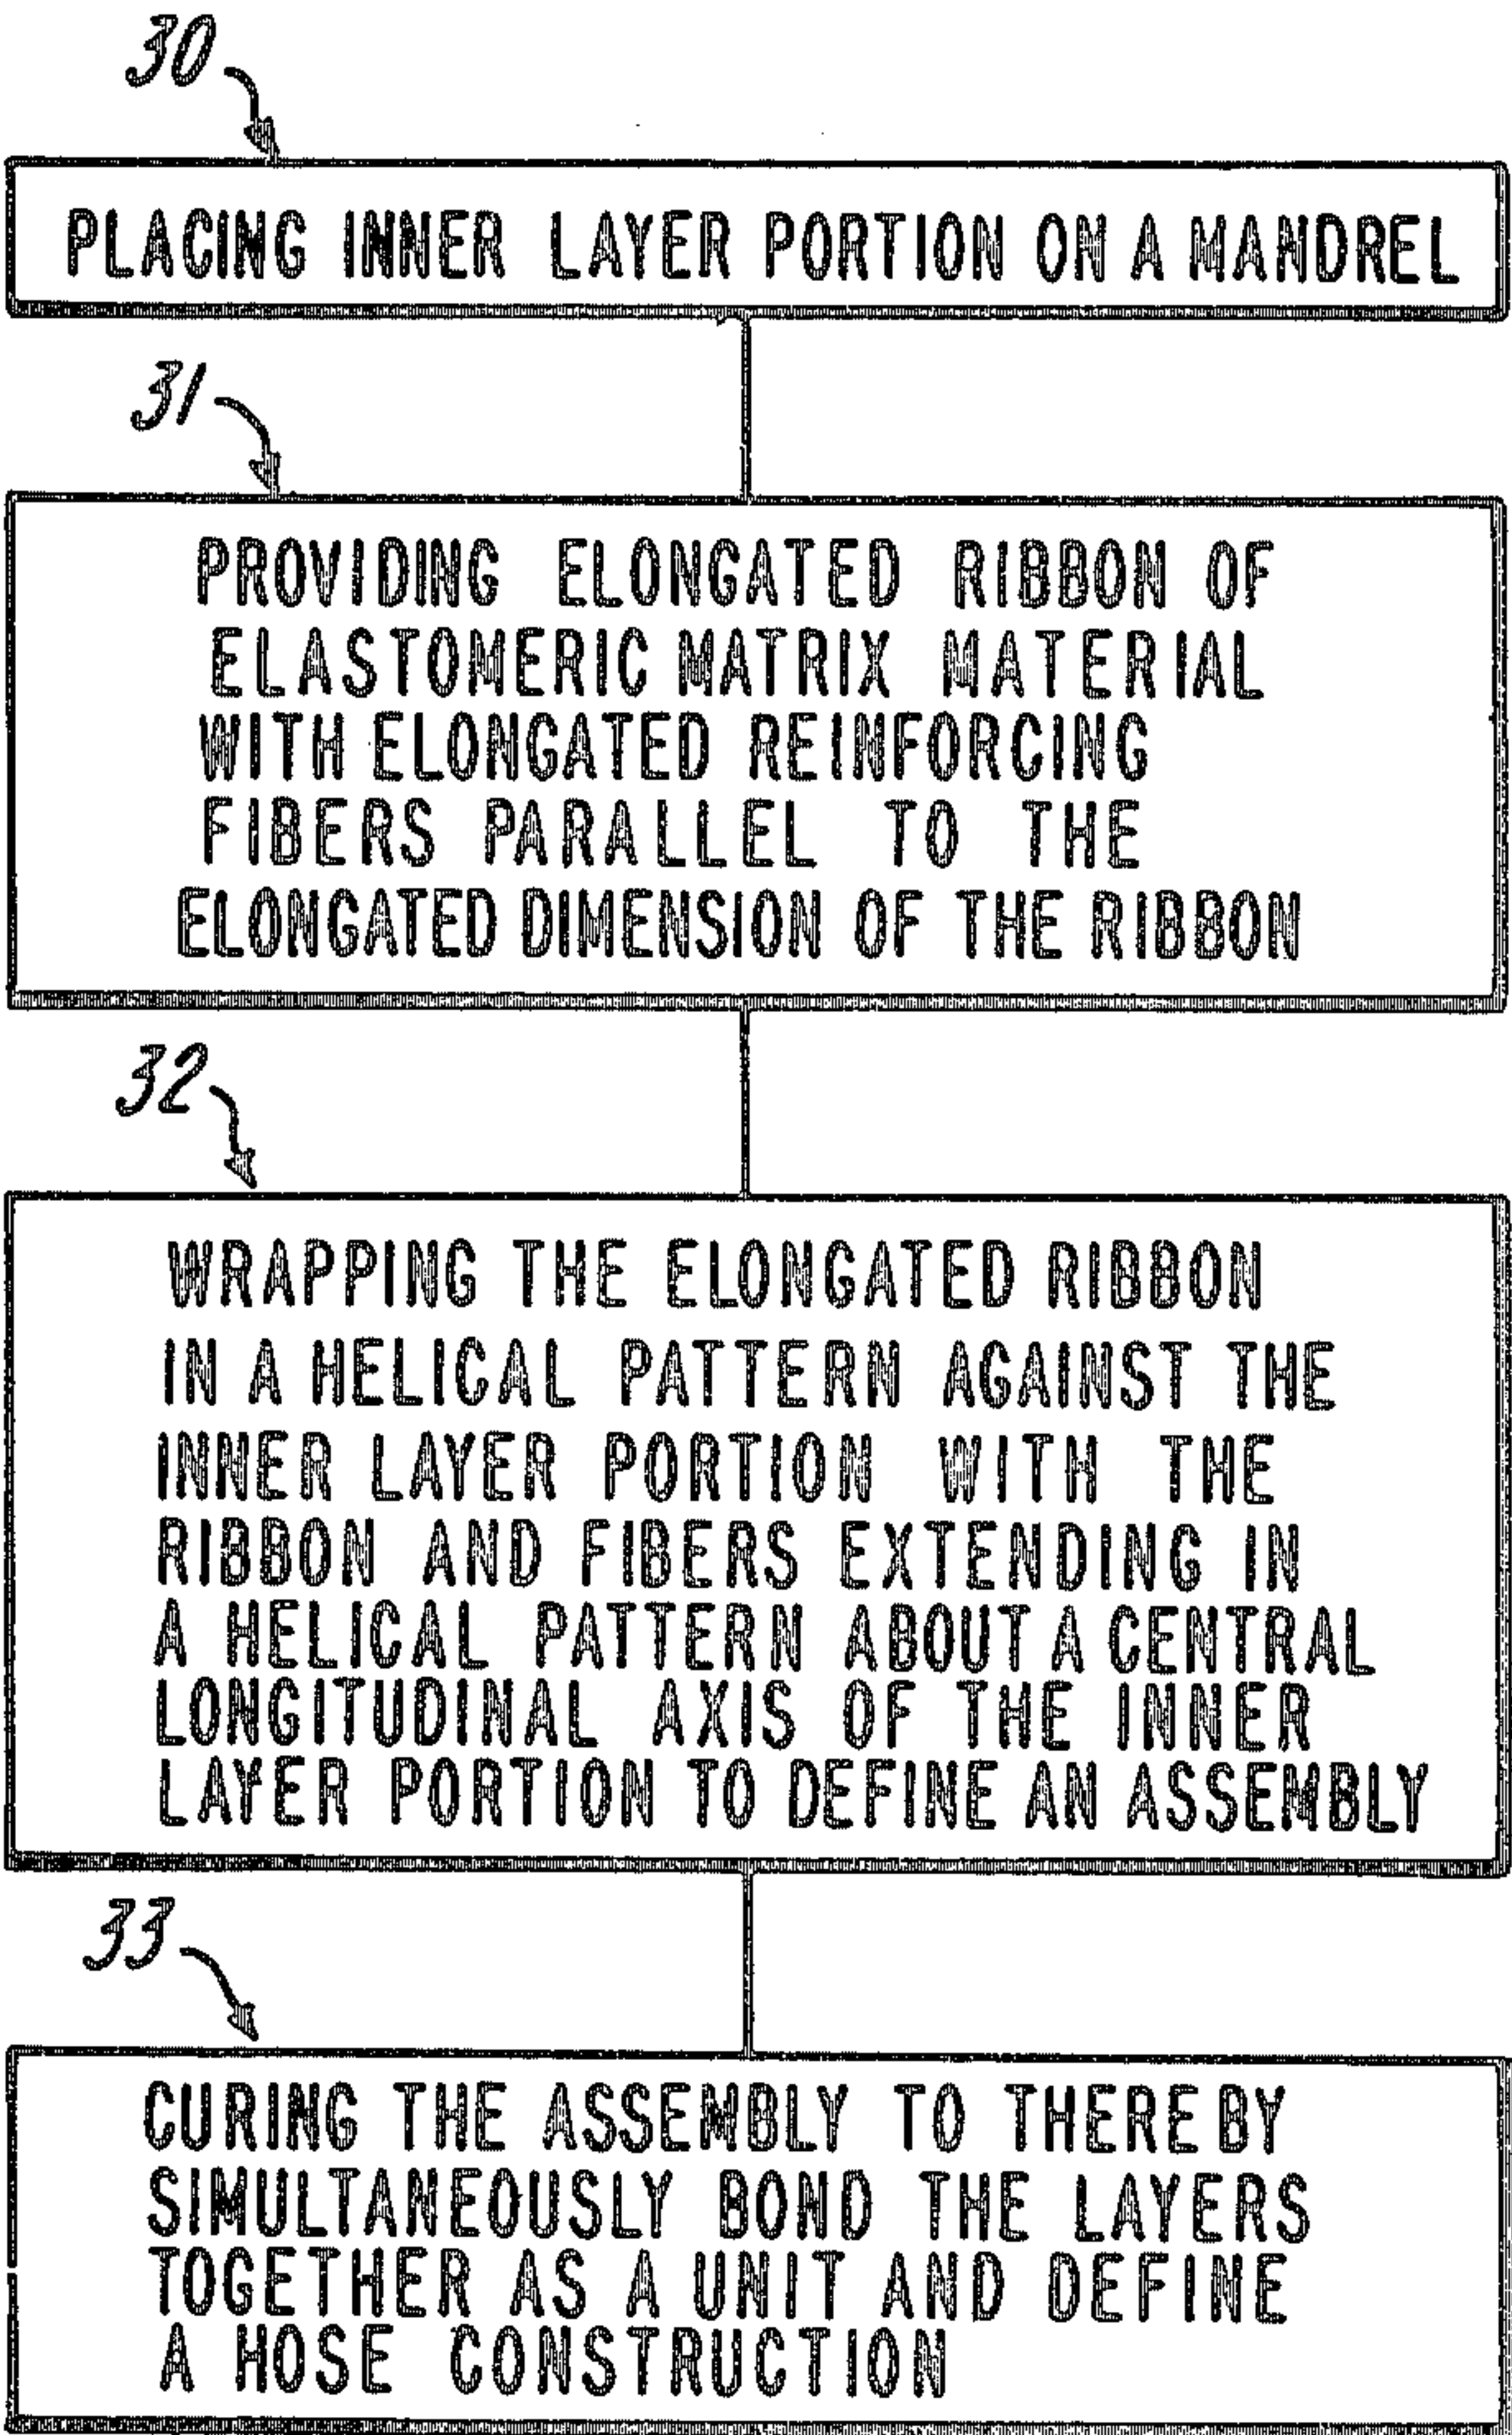 30
PLACING INNER LAYER PORTION ON A MANDREL
31
PROVIDING ELONGATED RIBBON OF
ELASTOMERIC MATRIX MATERIAL
WITH ELONGATED REINFORCING
FIBERS PARALLEL TO THE
ELONGATED DIMENSION OF THE RIBBON
32
WRAPPING THE ELONGATED RIBBON
IN A HELICAL PATTERN AGAINST THE
INNER LAYER PORTION WITH THE
RIBBON AND FIBERS EXTENDING IN
A HELICAL PATTERN ABOUT A CENTRAL
LONGITUDINAL AXIS OF THE INNER
LAYER PORTION TO DEFINE AN ASSEMBLY
33
CURING THE ASSEMBLY TO THEREBY
SIMULTANEOUSLY BOND THE LAYERS
TOGETHER AS A UNIT AND DEFINE
A HOSE CONSTRUCTION